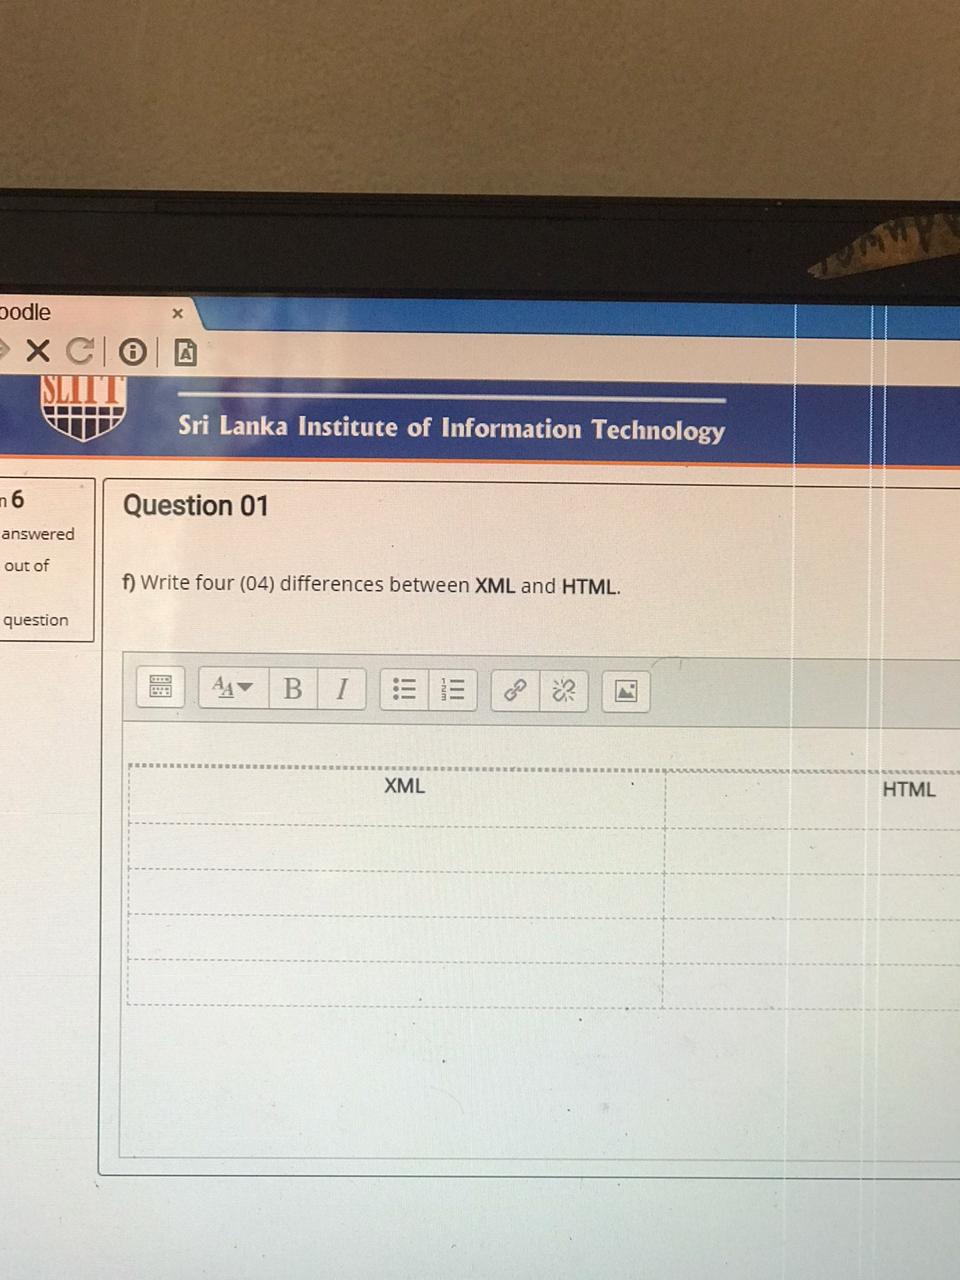 oodle
SLIIT
Sri Lanka Institute of Information Technology
n 6
answered
out of
question
Question 01
f) Write four (04) differences between XML and HTML.
B I
XML HTML